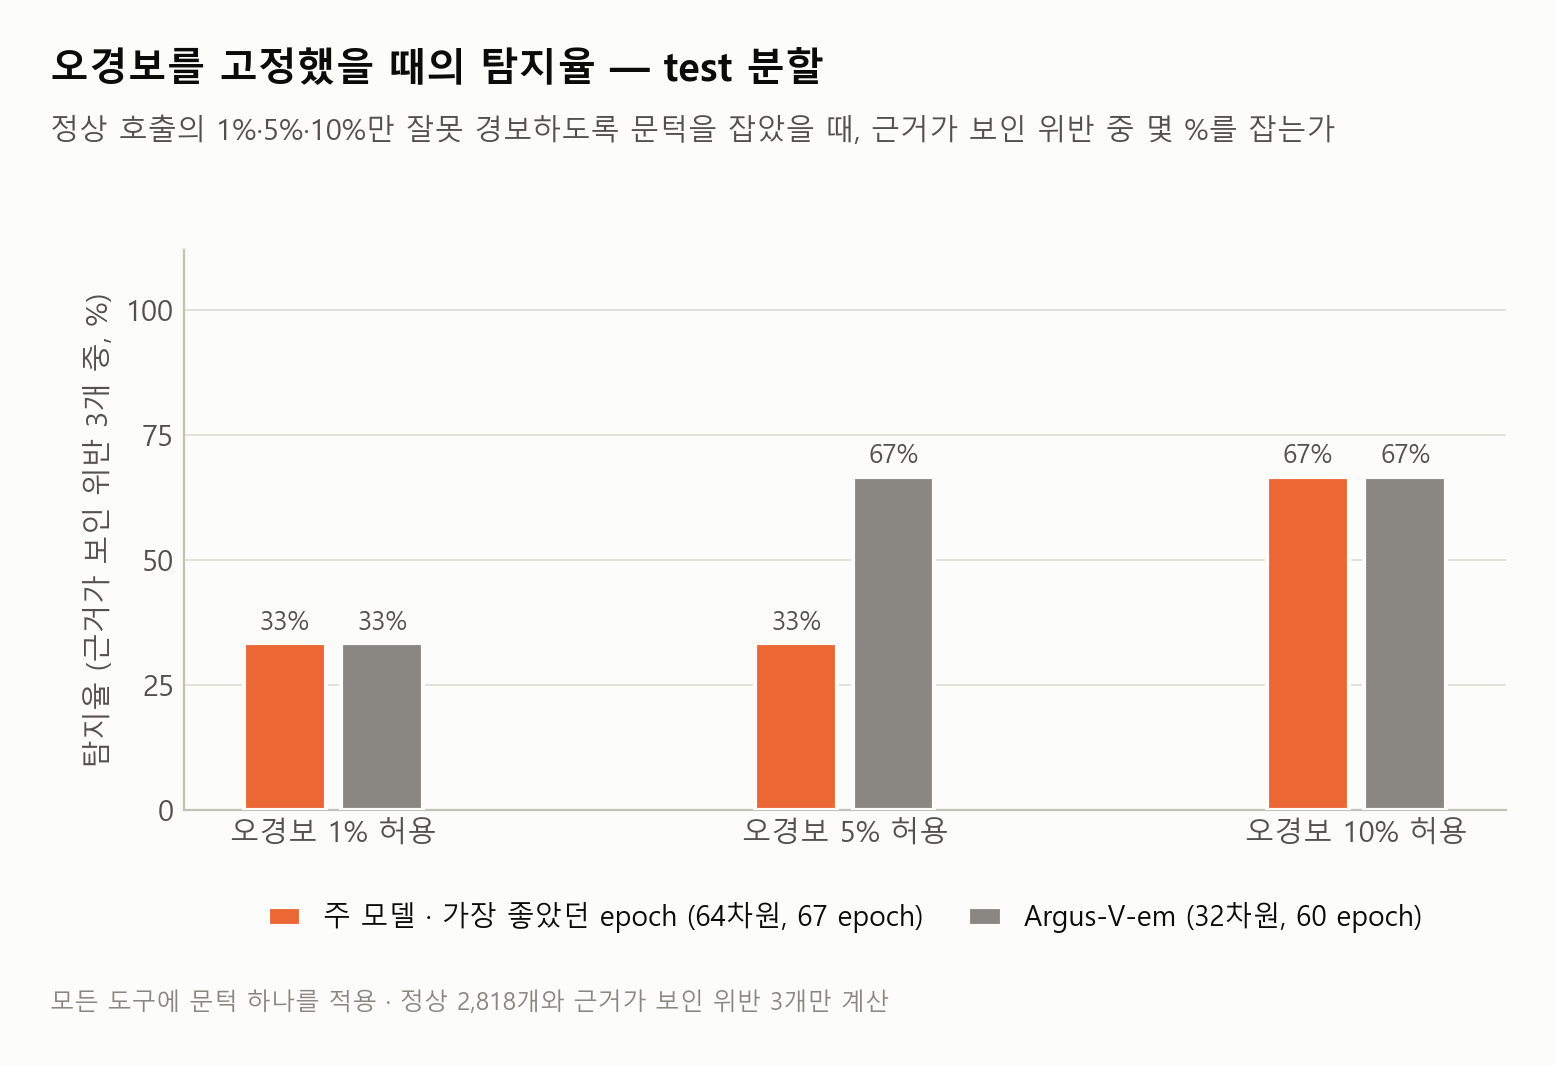 오경보를 고정했을 때의 탐지율 — test 분할
정상 호출의 1%·5%·10%만 잘못 경보하도록 문턱을 잡았을 때, 근거가 보인 위반 중 몇 %를 잡는가
탐지율 (근거가 보인 위반 3개 중, %)
100
75
50
25
0
33%
33%
33%
67%
67%
67%
오경보 1% 허용
오경보 5% 허용
오경보 10% 허용
주 모델 · 가장 좋았던 epoch (64차원, 67 epoch)
Argus-V-em (32차원, 60 epoch)
모든 도구에 문턱 하나를 적용 · 정상 2,818개와 근거가 보인 위반 3개만 계산